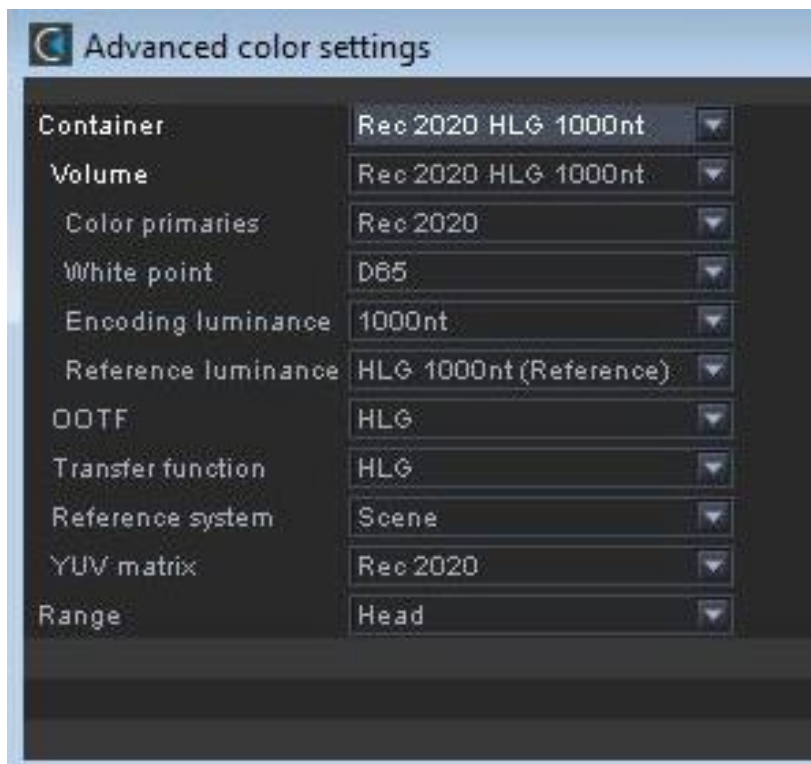 Advanced color settings
Container Rec 2020 HLG 1000nt
Volume Rec 2020 HLG 1000nt
Color primaries Rec 2020
White point D65
Encoding luminance 1000nt
Reference luminance HLG 1000nt (Reference)
OOTF HLG
Transfer function HLG
Reference system Scene
YUV matrix Rec 2020
Range Head